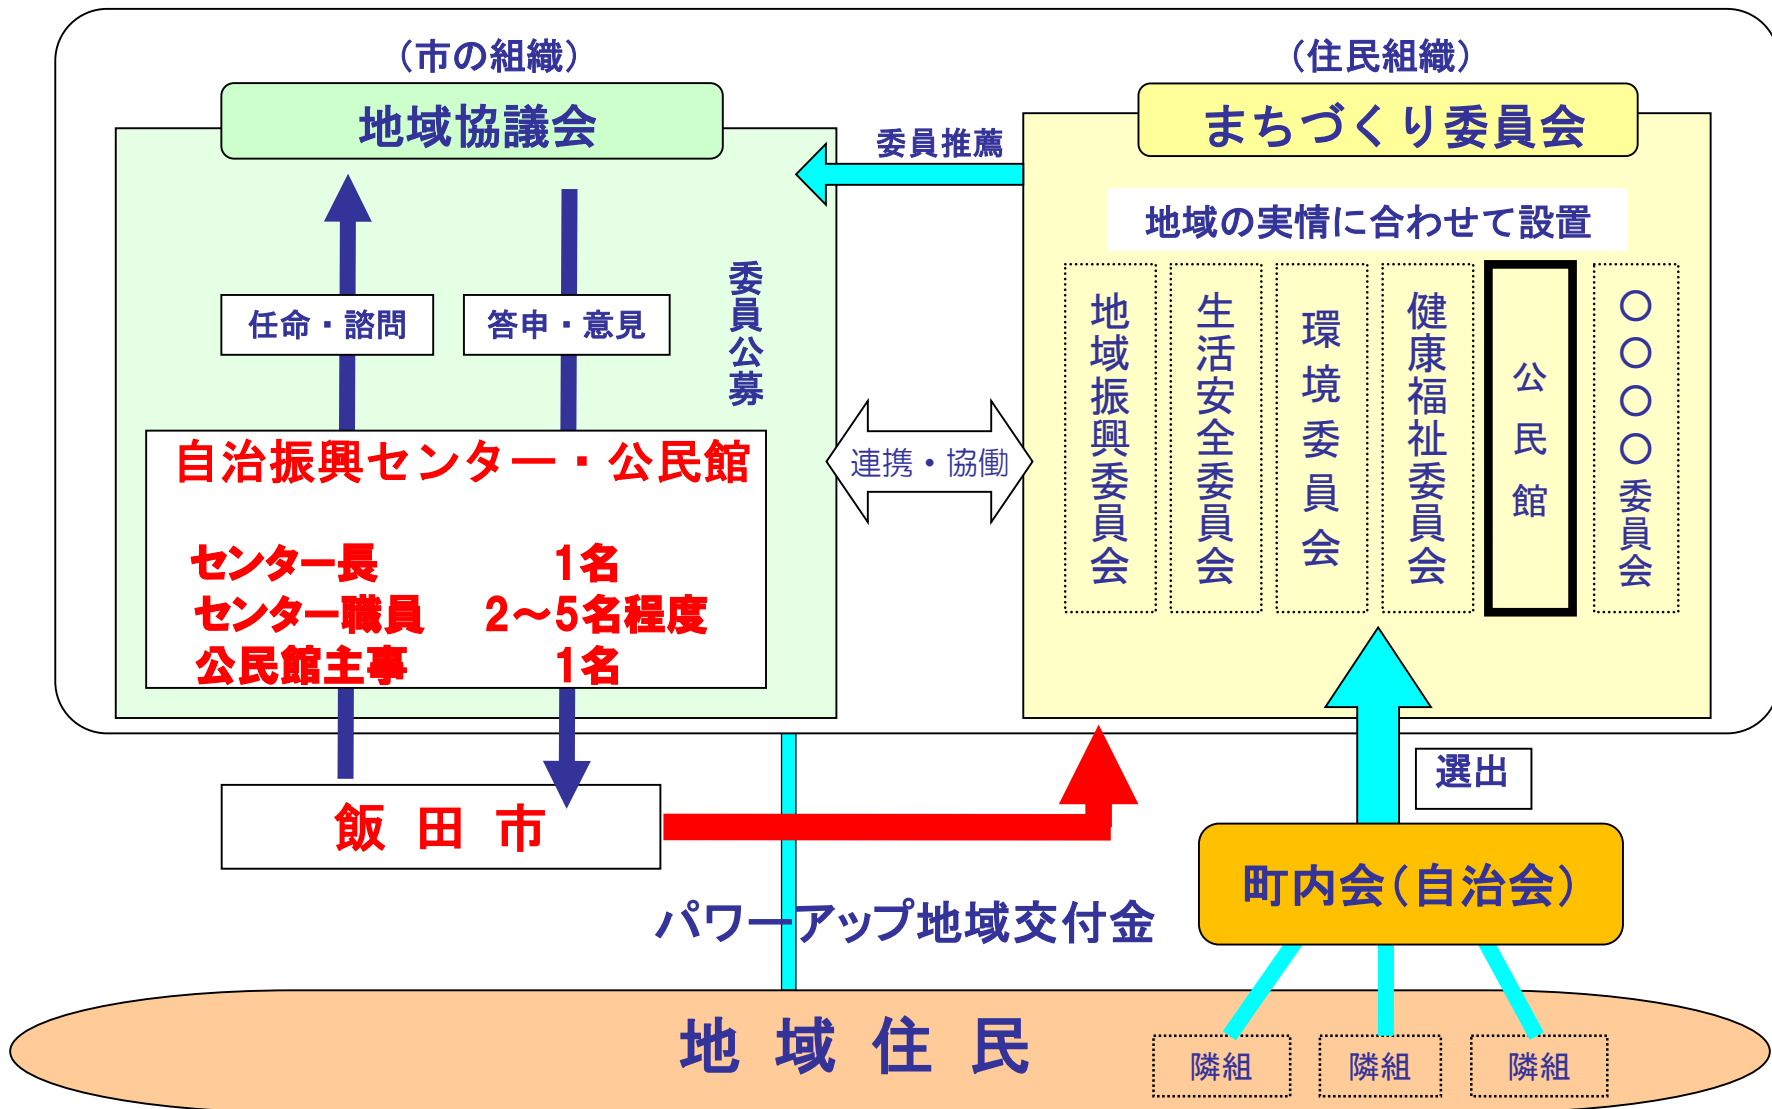 （市の組織）
地域協議会
任命・諮問
答申・意見
委員公募
自治振興センター・公民館
センター長 1名
センター職員 2～5名程度
公民館主事 1名
委員推薦
連携・協働
（住民組織）
まちづくり委員会
地域の実情に合わせて設置
地域振興委員会
生活安全委員会
環境委員会
健康福祉委員会
公民館
〇〇〇〇委員会
飯田市
選出
町内会（自治会）
パワーアップ地域交付金
地域住民
隣組
隣組
隣組